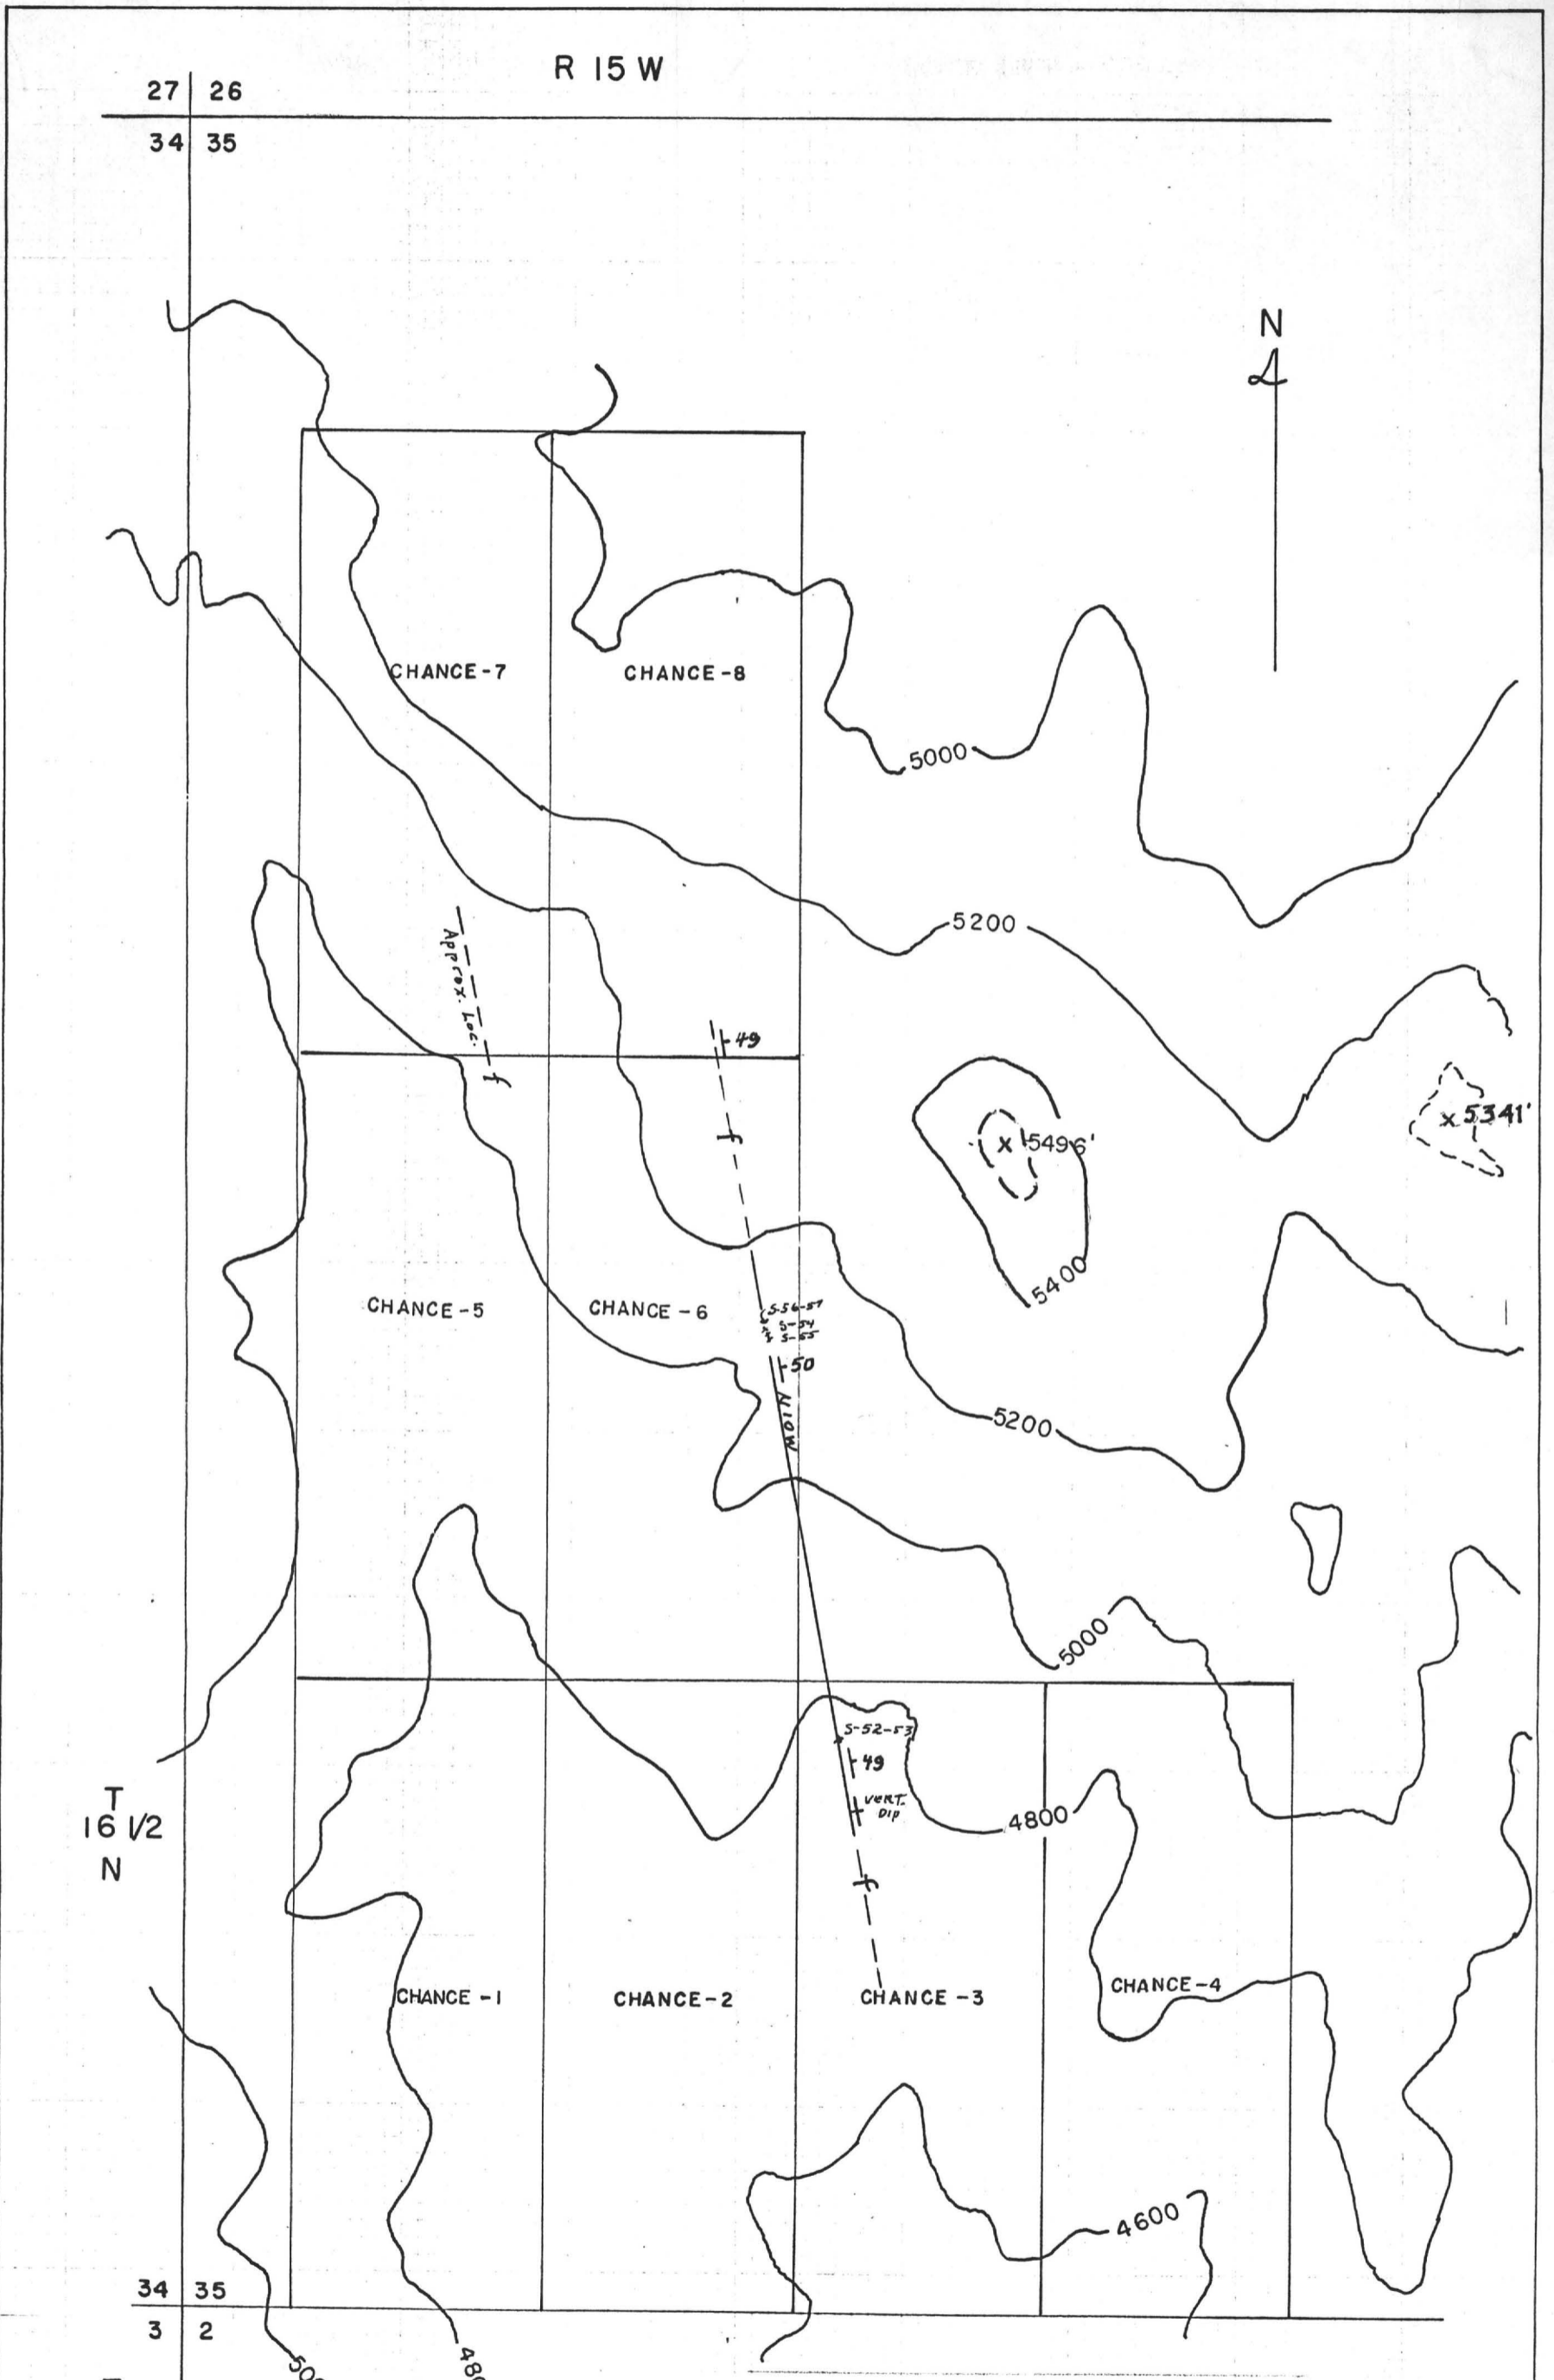 R 15 W
27 26
34 35
N
CHANCE-7
CHANCE-8
5000
5200
Approx. Loc.
f
49
x 5341'
f
x 5496'
5400
CHANCE-5
CHANCE-6
S-56-57
S-54
S-55
50
N10W
5200
5000
S-52-53
49
VERT.
DIP
4800
T
16 1/2
N
f
CHANCE-1
CHANCE-2
CHANCE-3
CHANCE-4
4600
34 35
3 2